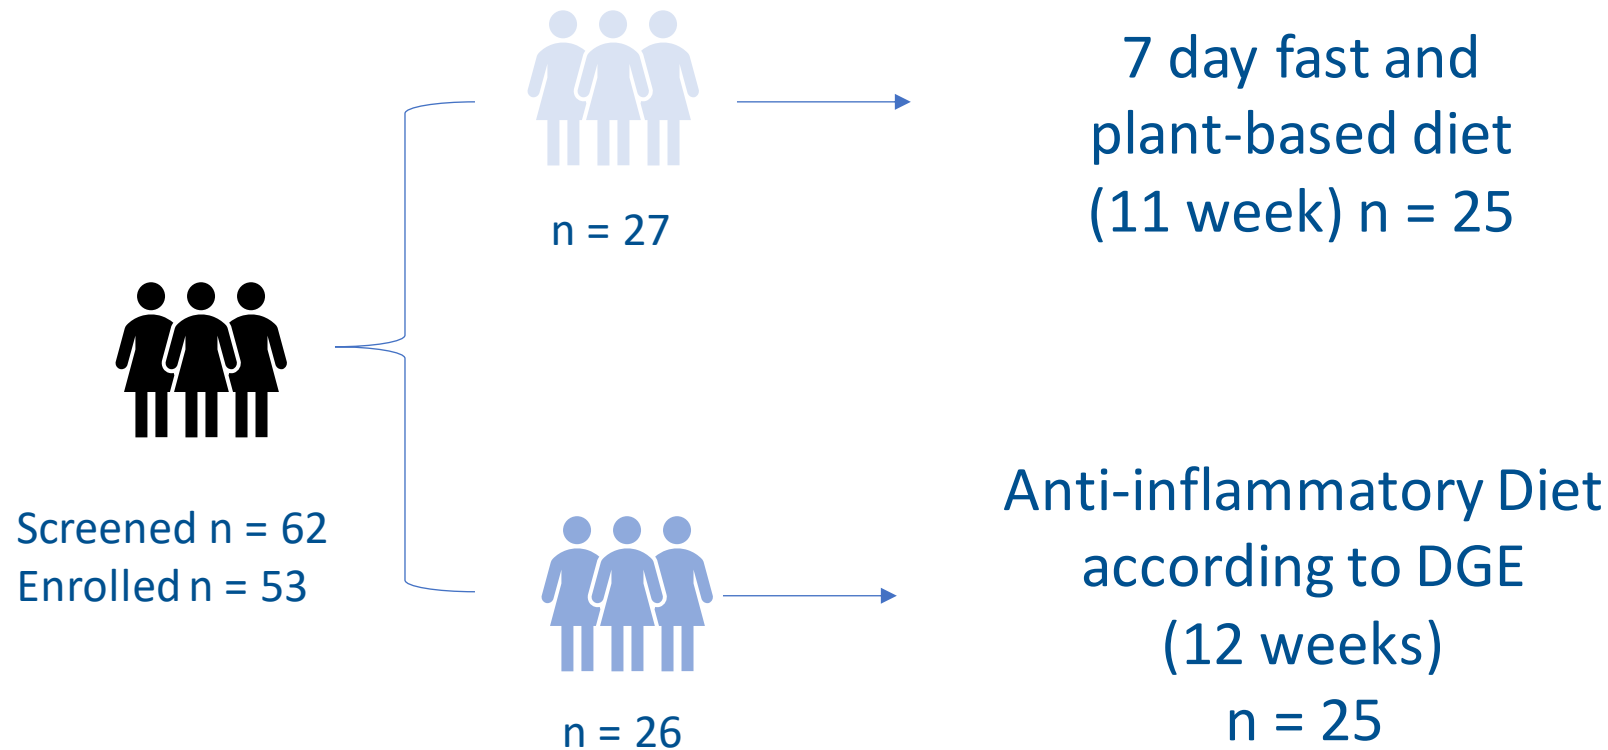 7 day fast and
plant-based diet
(11 week) n = 25
n = 27
Screened n = 62
Enrolled n = 53
Anti-inflammatory Diet
according to DGE
(12 weeks)
n = 25
n = 26